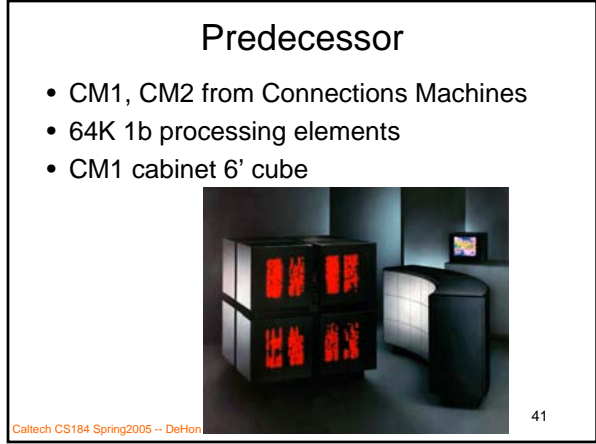 Predecessor
• CM1, CM2 from Connections Machines
• 64K 1b processing elements
• CM1 cabinet 6’ cube
Caltech CS184 Spring2005 -- DeHon
41